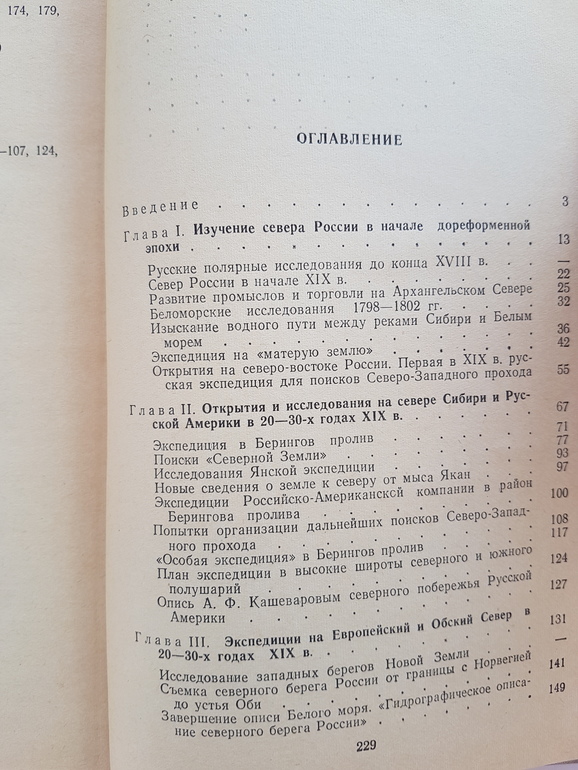 174, 179,
—107, 124,
ОГЛАВЛЕНИЕ
Введение . . . . . . . . . . . . . . 3
Глава I. Изучение севера России в начале дореформенной
эпохи . . . . . . . . . . . . . . 13
Русские полярные исследования до конца XVIII в. . . —
Север России в начале XIX в. . . . . . . . 22
Развитие промыслов и торговли на Архангельском Севере 25
Беломорские исследования 1798—1802 гг. . . . . 32
Изыскание водного пути между реками Сибири и Белым
морем . . . . . . . . . . . . . 36
Экспедиция на «матерую землю» . . . . . . 42
Открытия на северо-востоке России. Первая в XIX в. рус-
ская экспедиция для поисков Северо-Западного прохода 55
Глава II. Открытия и исследования на севере Сибири и Рус-
ской Америки в 20—30-х годах XIX в. . . . . . 67
Экспедиция в Берингов пролив . . . . . . 71
Поиски «Северной Земли» . . . . . . . 77
Исследования Янской экспедиции . . . . . . 93
Новые сведения о земле к северу от мыса Якан . . . 97
Экспедиции Российско-Американской компании в район
Берингова пролива . . . . . . . . . 100
Попытки организации дальнейших поисков Северо-Запад-
ного прохода . . . . . . . . . . 108
«Особая экспедиция» в Берингов пролив . . . . 117
План экспедиции в высокие широты северного и южного
полушарий . . . . . . . . . . . 124
Опись А. Ф. Кашеваровым северного побережья Русской
Америки . . . . . . . . . . . . 127
Глава III. Экспедиции на Европейский и Обский Север в
20—30-х годах XIX в. . . . . . . . . 131
Исследование западных берегов Новой Земли . . . —
Съемка северного берега России от границы с Норвегией
до устья Оби . . . . . . . . . . 141
Завершение описи Белого моря. «Гидрографическое описа-
ние северного берега России» . . . . . . 149
229